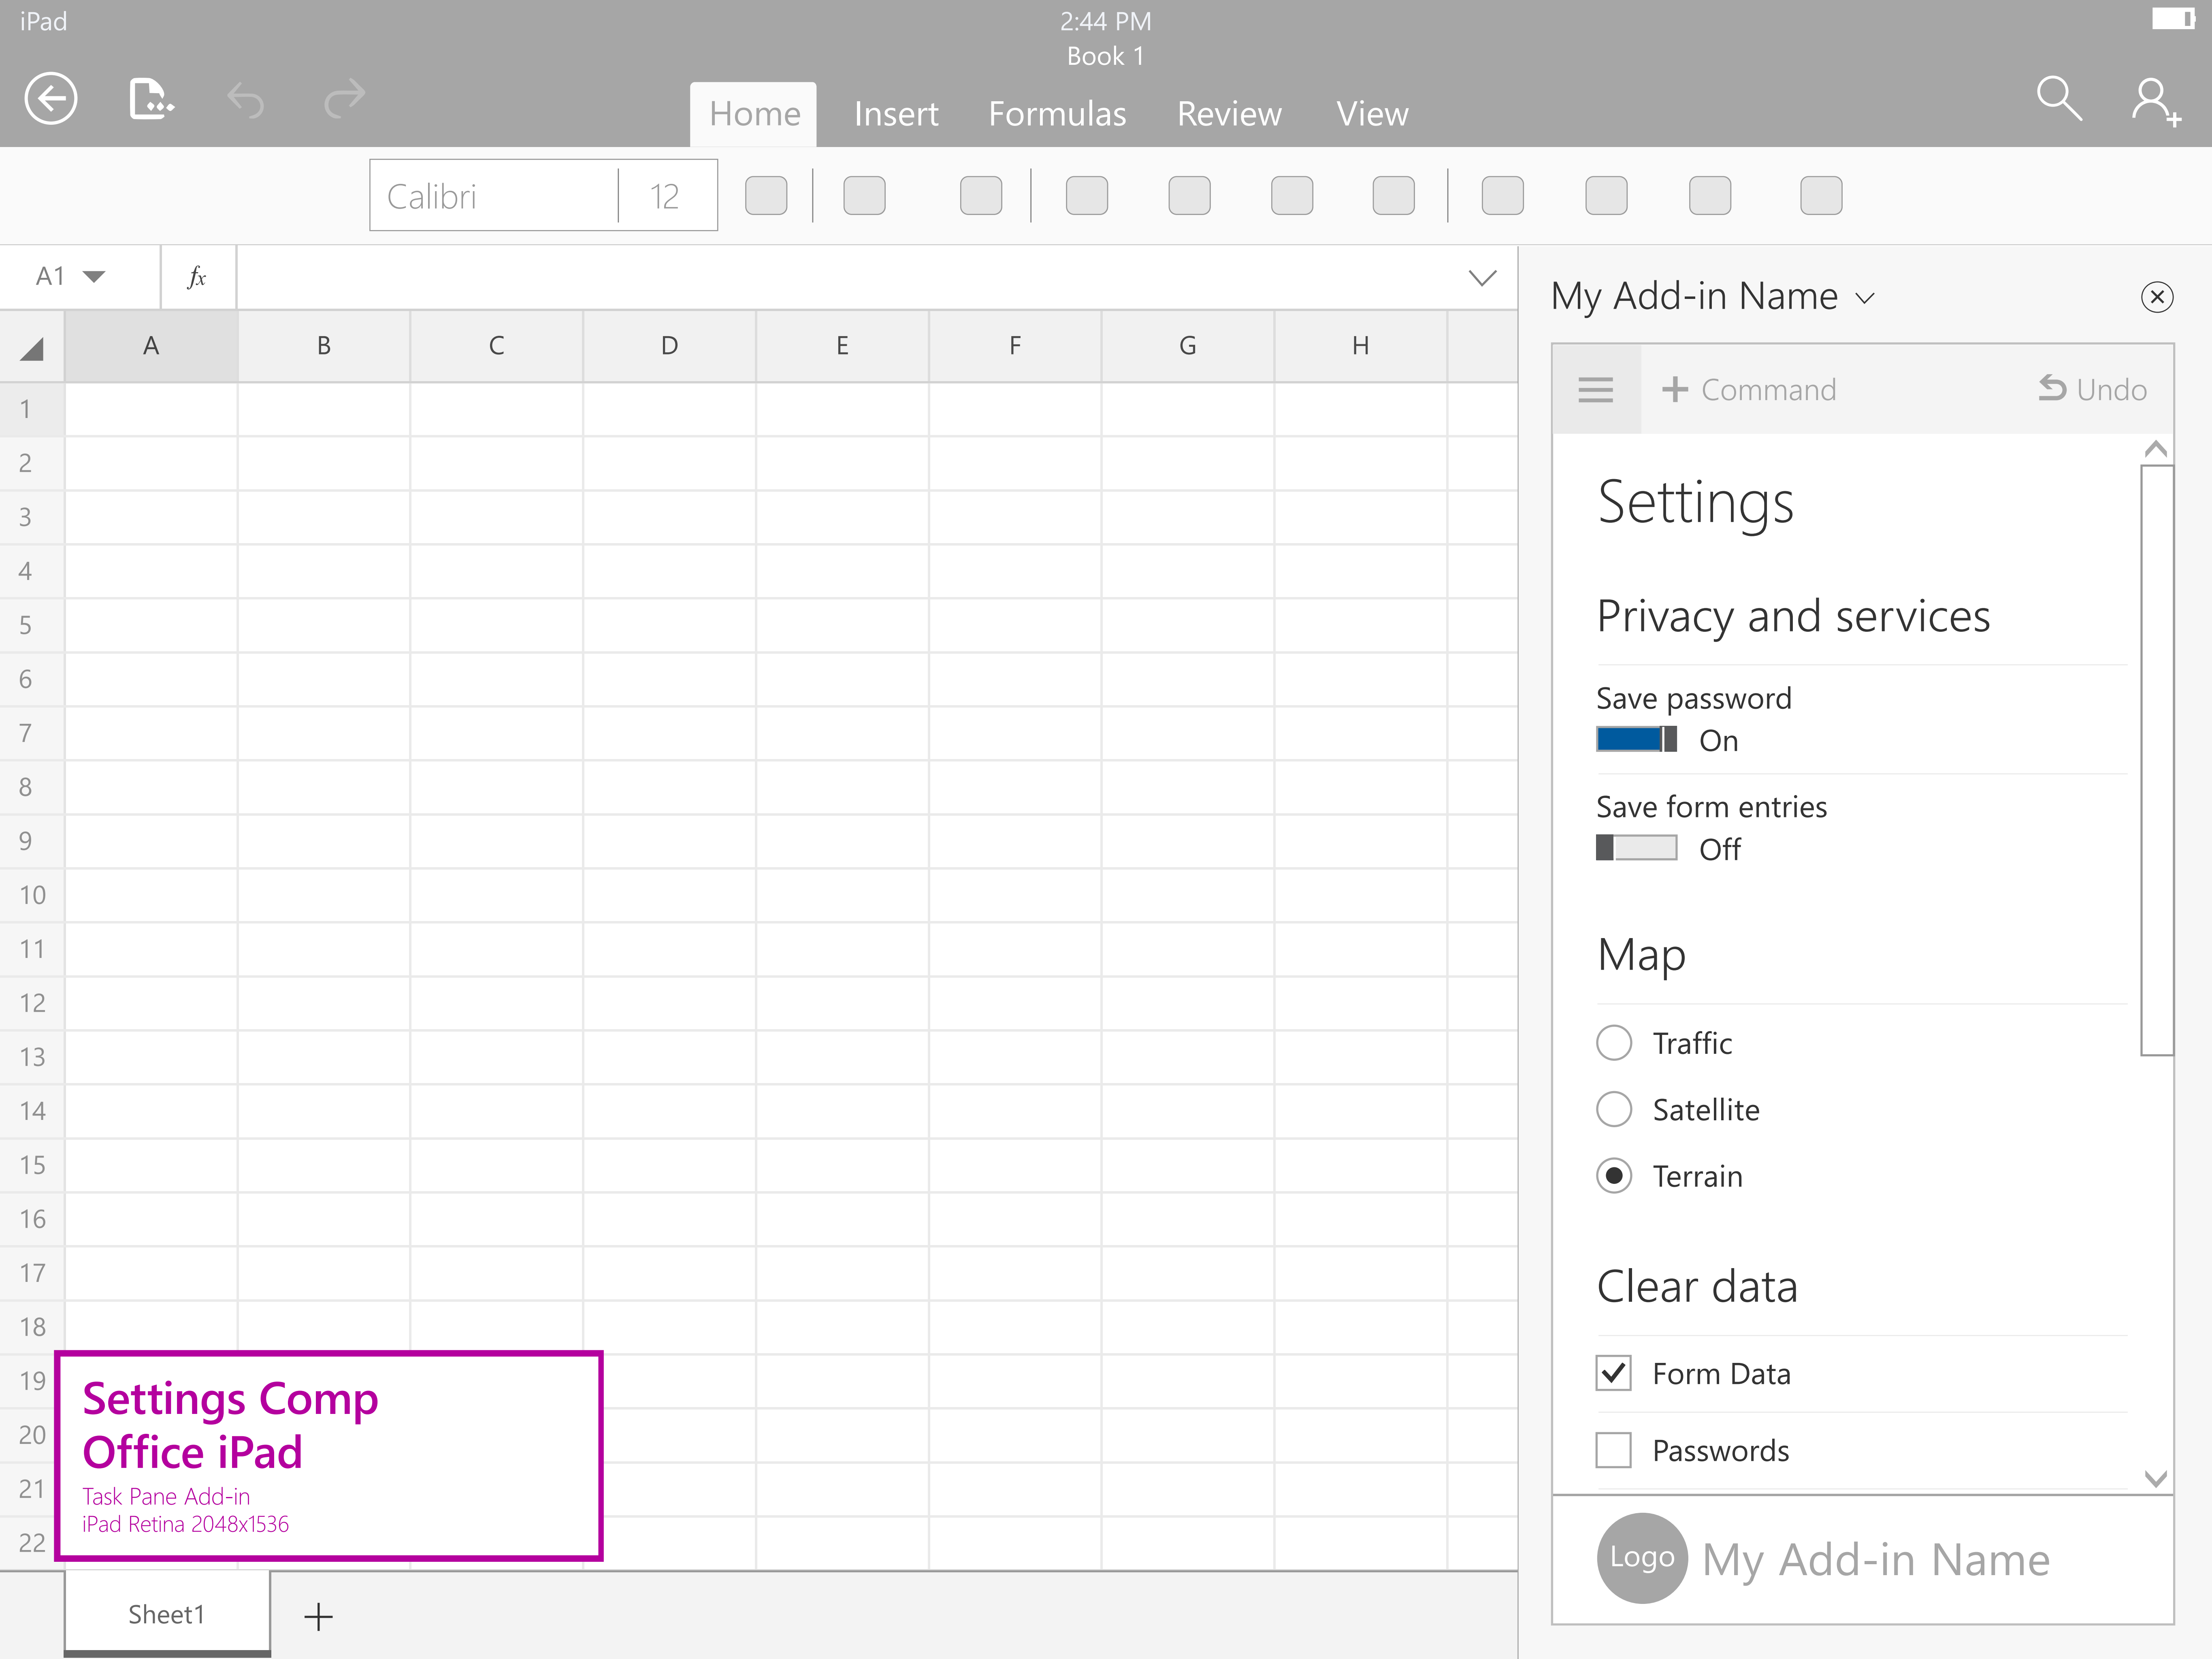 iPad
2:44 PM
Book 1
Home Insert Formulas Review View
Calibri 12
A1 fx
A B C D E F G H
1
2
3
4
5
6
7
8
9
10
11
12
13
14
15
16
17
18
19
20
21
22
Settings Comp
Office iPad
Task Pane Add-in
iPad Retina 2048x1536
Sheet1
My Add-in Name
Command Undo
Settings
Privacy and services
Save password
On
Save form entries
Off
Map
Traffic
Satellite
Terrain
Clear data
Form Data
Passwords
Logo My Add-in Name